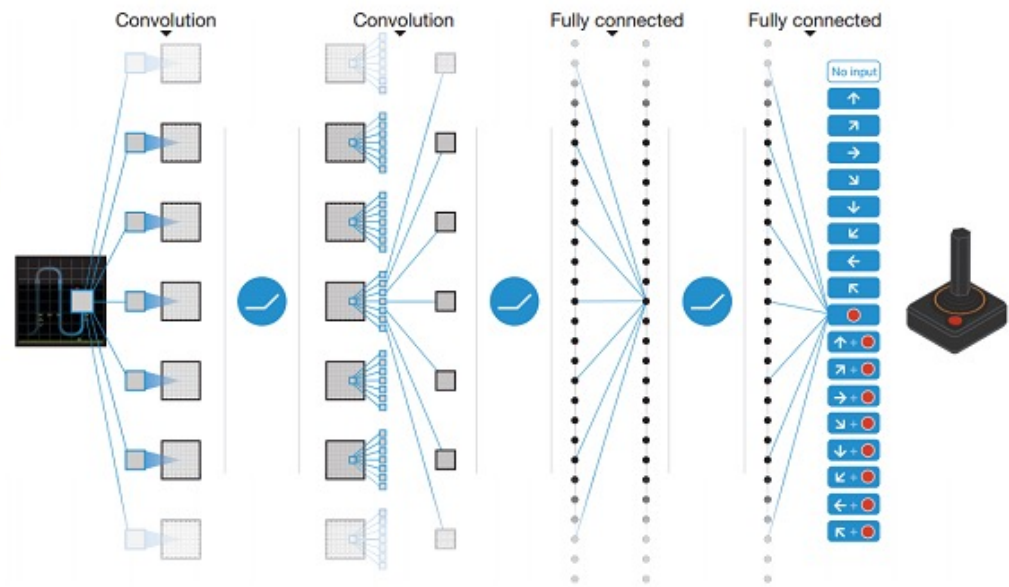 Convolution
Convolution
Fully connected
Fully connected
No input
+
+
+
+
+
+
+
+